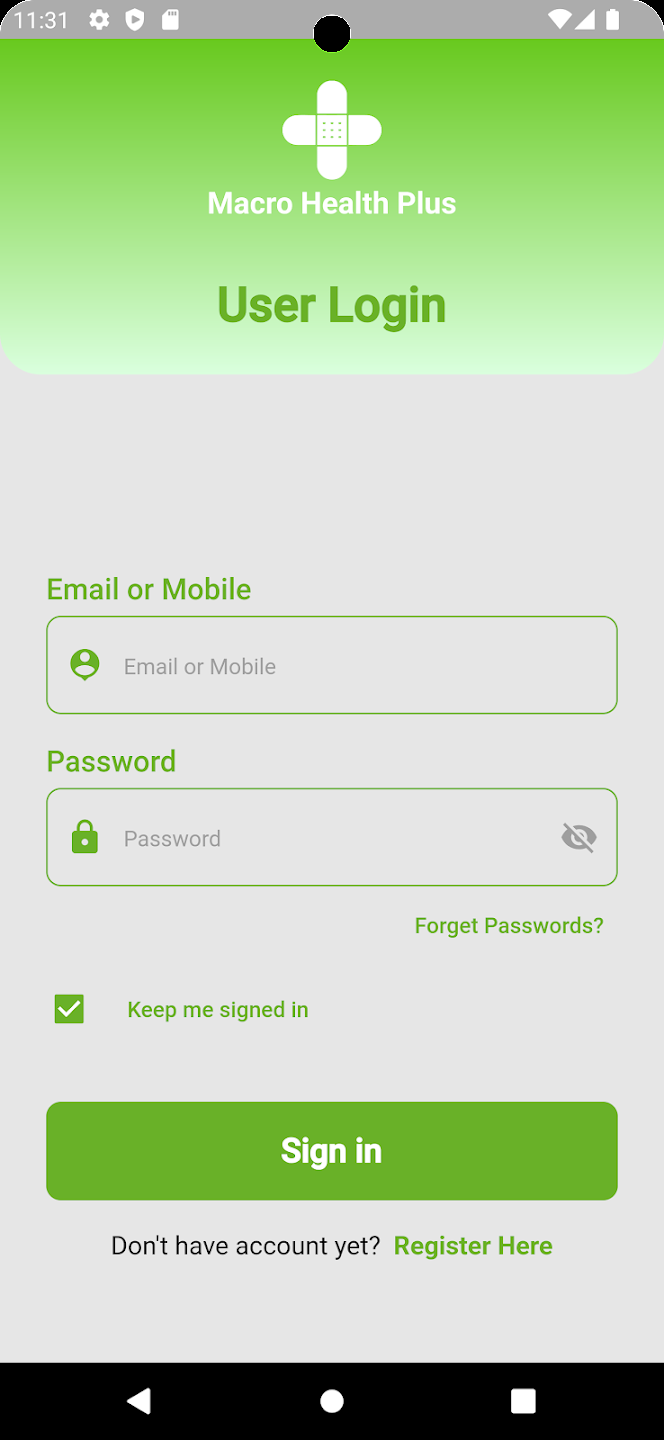 11:31
Macro Health Plus
User Login
Email or Mobile
Email or Mobile
Password
Password
Forget Passwords?
Keep me signed in
Sign in
Don't have account yet? Register Here